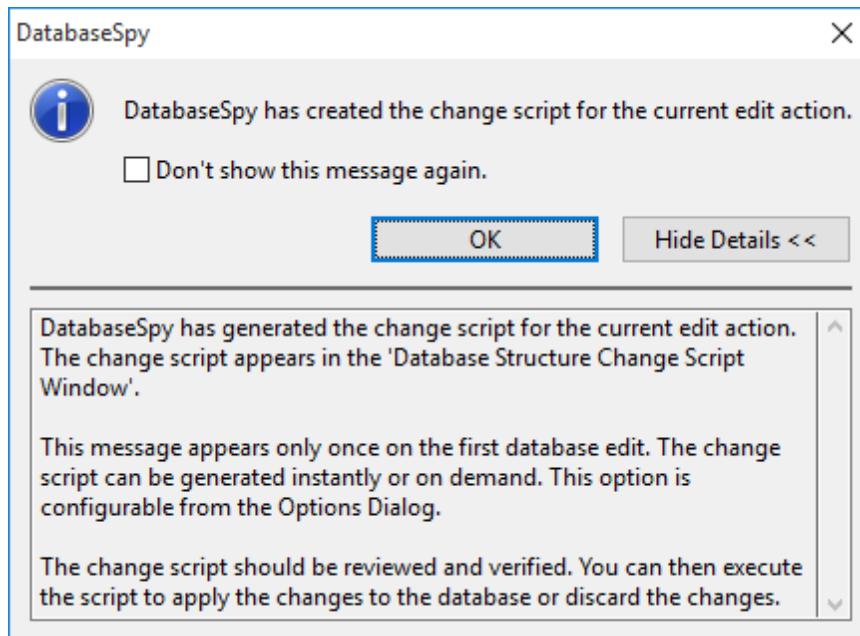 DatabaseSpy
DatabaseSpy has created the change script for the current edit action.
Don't show this message again.
OK
Hide Details <<
DatabaseSpy has generated the change script for the current edit action.
The change script appears in the 'Database Structure Change Script
Window'.
This message appears only once on the first database edit. The change
script can be generated instantly or on demand. This option is
configurable from the Options Dialog.
The change script should be reviewed and verified. You can then execute
the script to apply the changes to the database or discard the changes.